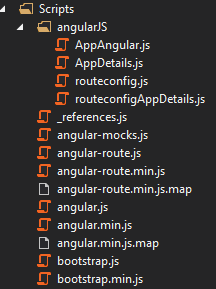 Scripts
angularJS
AppAngular.js
AppDetails.js
routeconfig.js
routeconfigAppDetails.js
_references.js
angular-mocks.js
angular-route.js
angular-route.min.js
angular-route.min.js.map
angular.js
angular.min.js
angular.min.js.map
bootstrap.js
bootstrap.min.js